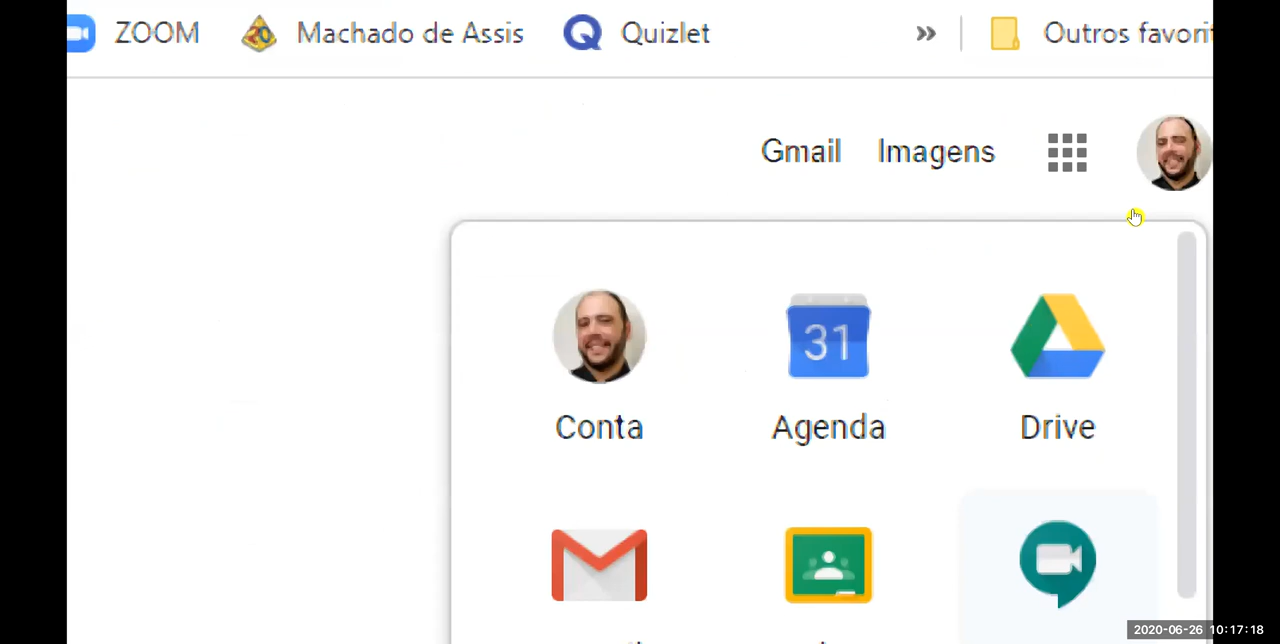 ZOOM Machado de Assis Quizlet » Outros favorit
Gmail Imagens
31
Conta Agenda Drive
2020-06-26 10:17:18